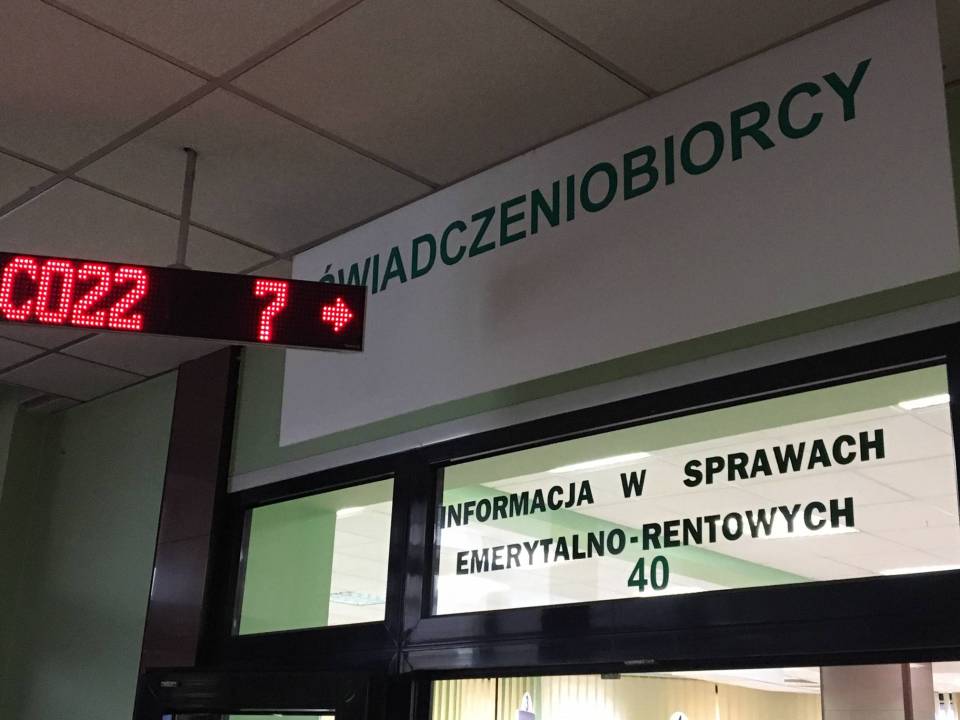 ŚWIADCZENIOBIORCY
C022 7 →
INFORMACJA W SPRAWACH
EMERYTALNO-RENTOWYCH
40